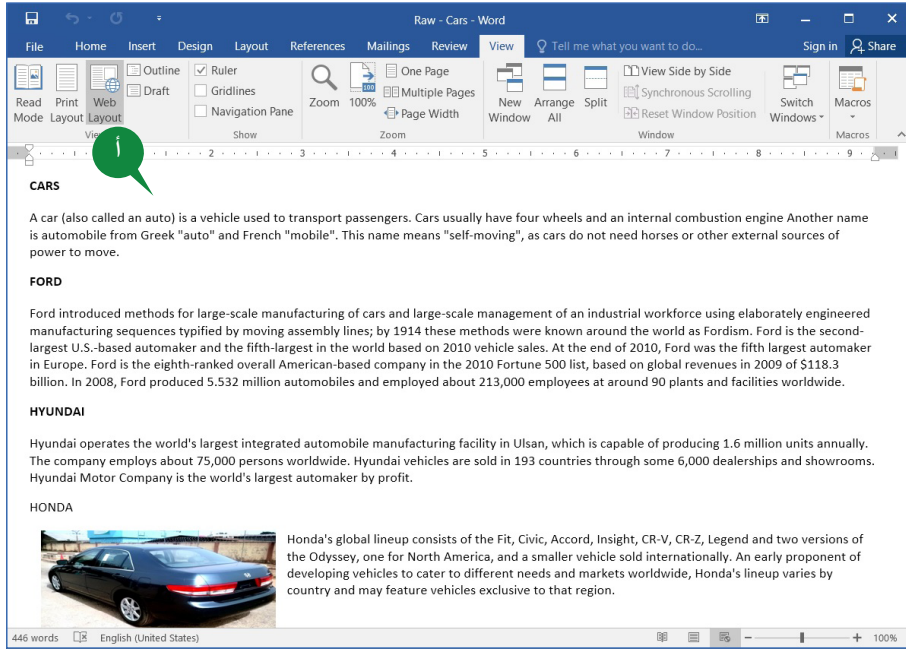 Raw - Cars - Word
File Home Insert Design Layout References Mailings Review View Tell me what you want to do... Sign in Share
Read Mode
Print Layout
Web Layout
Outline
Draft
Ruler
Gridlines
Navigation Pane
Show
Zoom
100%
100
One Page
Multiple Pages
Page Width
Zoom
New Window
Arrange All
Split
View Side by Side
Synchronous Scrolling
Reset Window Position
Window
Switch Windows
Macros
Macros
أ
2 3 4 5 6 7 8 9
CARS
A car (also called an auto) is a vehicle used to transport passengers. Cars usually have four wheels and an internal combustion engine Another name
is automobile from Greek "auto" and French "mobile". This name means "self-moving", as cars do not need horses or other external sources of
power to move.
FORD
Ford introduced methods for large-scale manufacturing of cars and large-scale management of an industrial workforce using elaborately engineered
manufacturing sequences typified by moving assembly lines; by 1914 these methods were known around the world as Fordism. Ford is the second-
largest U.S.-based automaker and the fifth-largest in the world based on 2010 vehicle sales. At the end of 2010, Ford was the fifth largest automaker
in Europe. Ford is the eighth-ranked overall American-based company in the 2010 Fortune 500 list, based on global revenues in 2009 of $118.3
billion. In 2008, Ford produced 5.532 million automobiles and employed about 213,000 employees at around 90 plants and facilities worldwide.
HYUNDAI
Hyundai operates the world's largest integrated automobile manufacturing facility in Ulsan, which is capable of producing 1.6 million units annually.
The company employs about 75,000 persons worldwide. Hyundai vehicles are sold in 193 countries through some 6,000 dealerships and showrooms.
Hyundai Motor Company is the world's largest automaker by profit.
HONDA
Honda's global lineup consists of the Fit, Civic, Accord, Insight, CR-V, CR-Z, Legend and two versions of
the Odyssey, one for North America, and a smaller vehicle sold internationally. An early proponent of
developing vehicles to cater to different needs and markets worldwide, Honda's lineup varies by
country and may feature vehicles exclusive to that region.
446 words English (United States) 100%